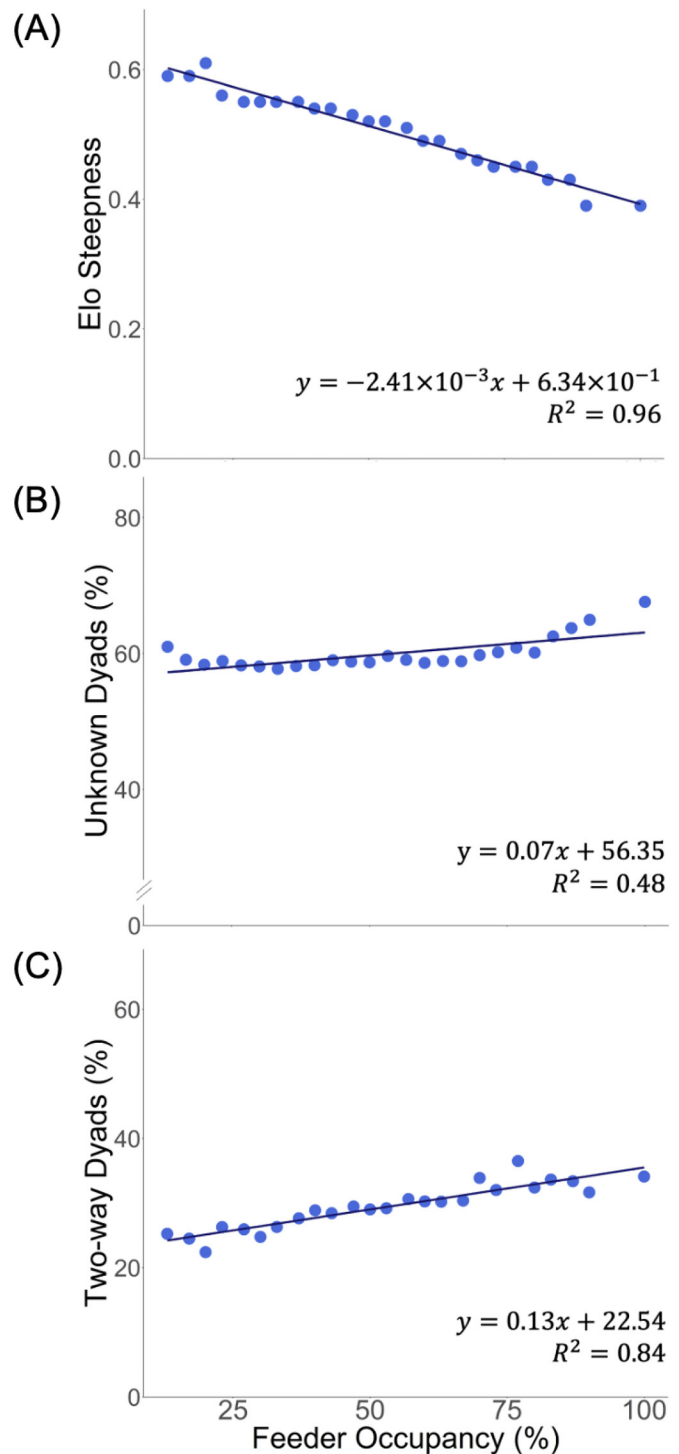 (A)
Elo Steepness
0.6
0.4
0.2
0.0
y = −2.41×10⁻³x + 6.34×10⁻¹
R² = 0.96
(B)
Unknown Dyads (%)
80
60
40
0
y = 0.07x + 56.35
R² = 0.48
(C)
Two-way Dyads (%)
60
40
20
0
y = 0.13x + 22.54
R² = 0.84
25 50 75 100
Feeder Occupancy (%)